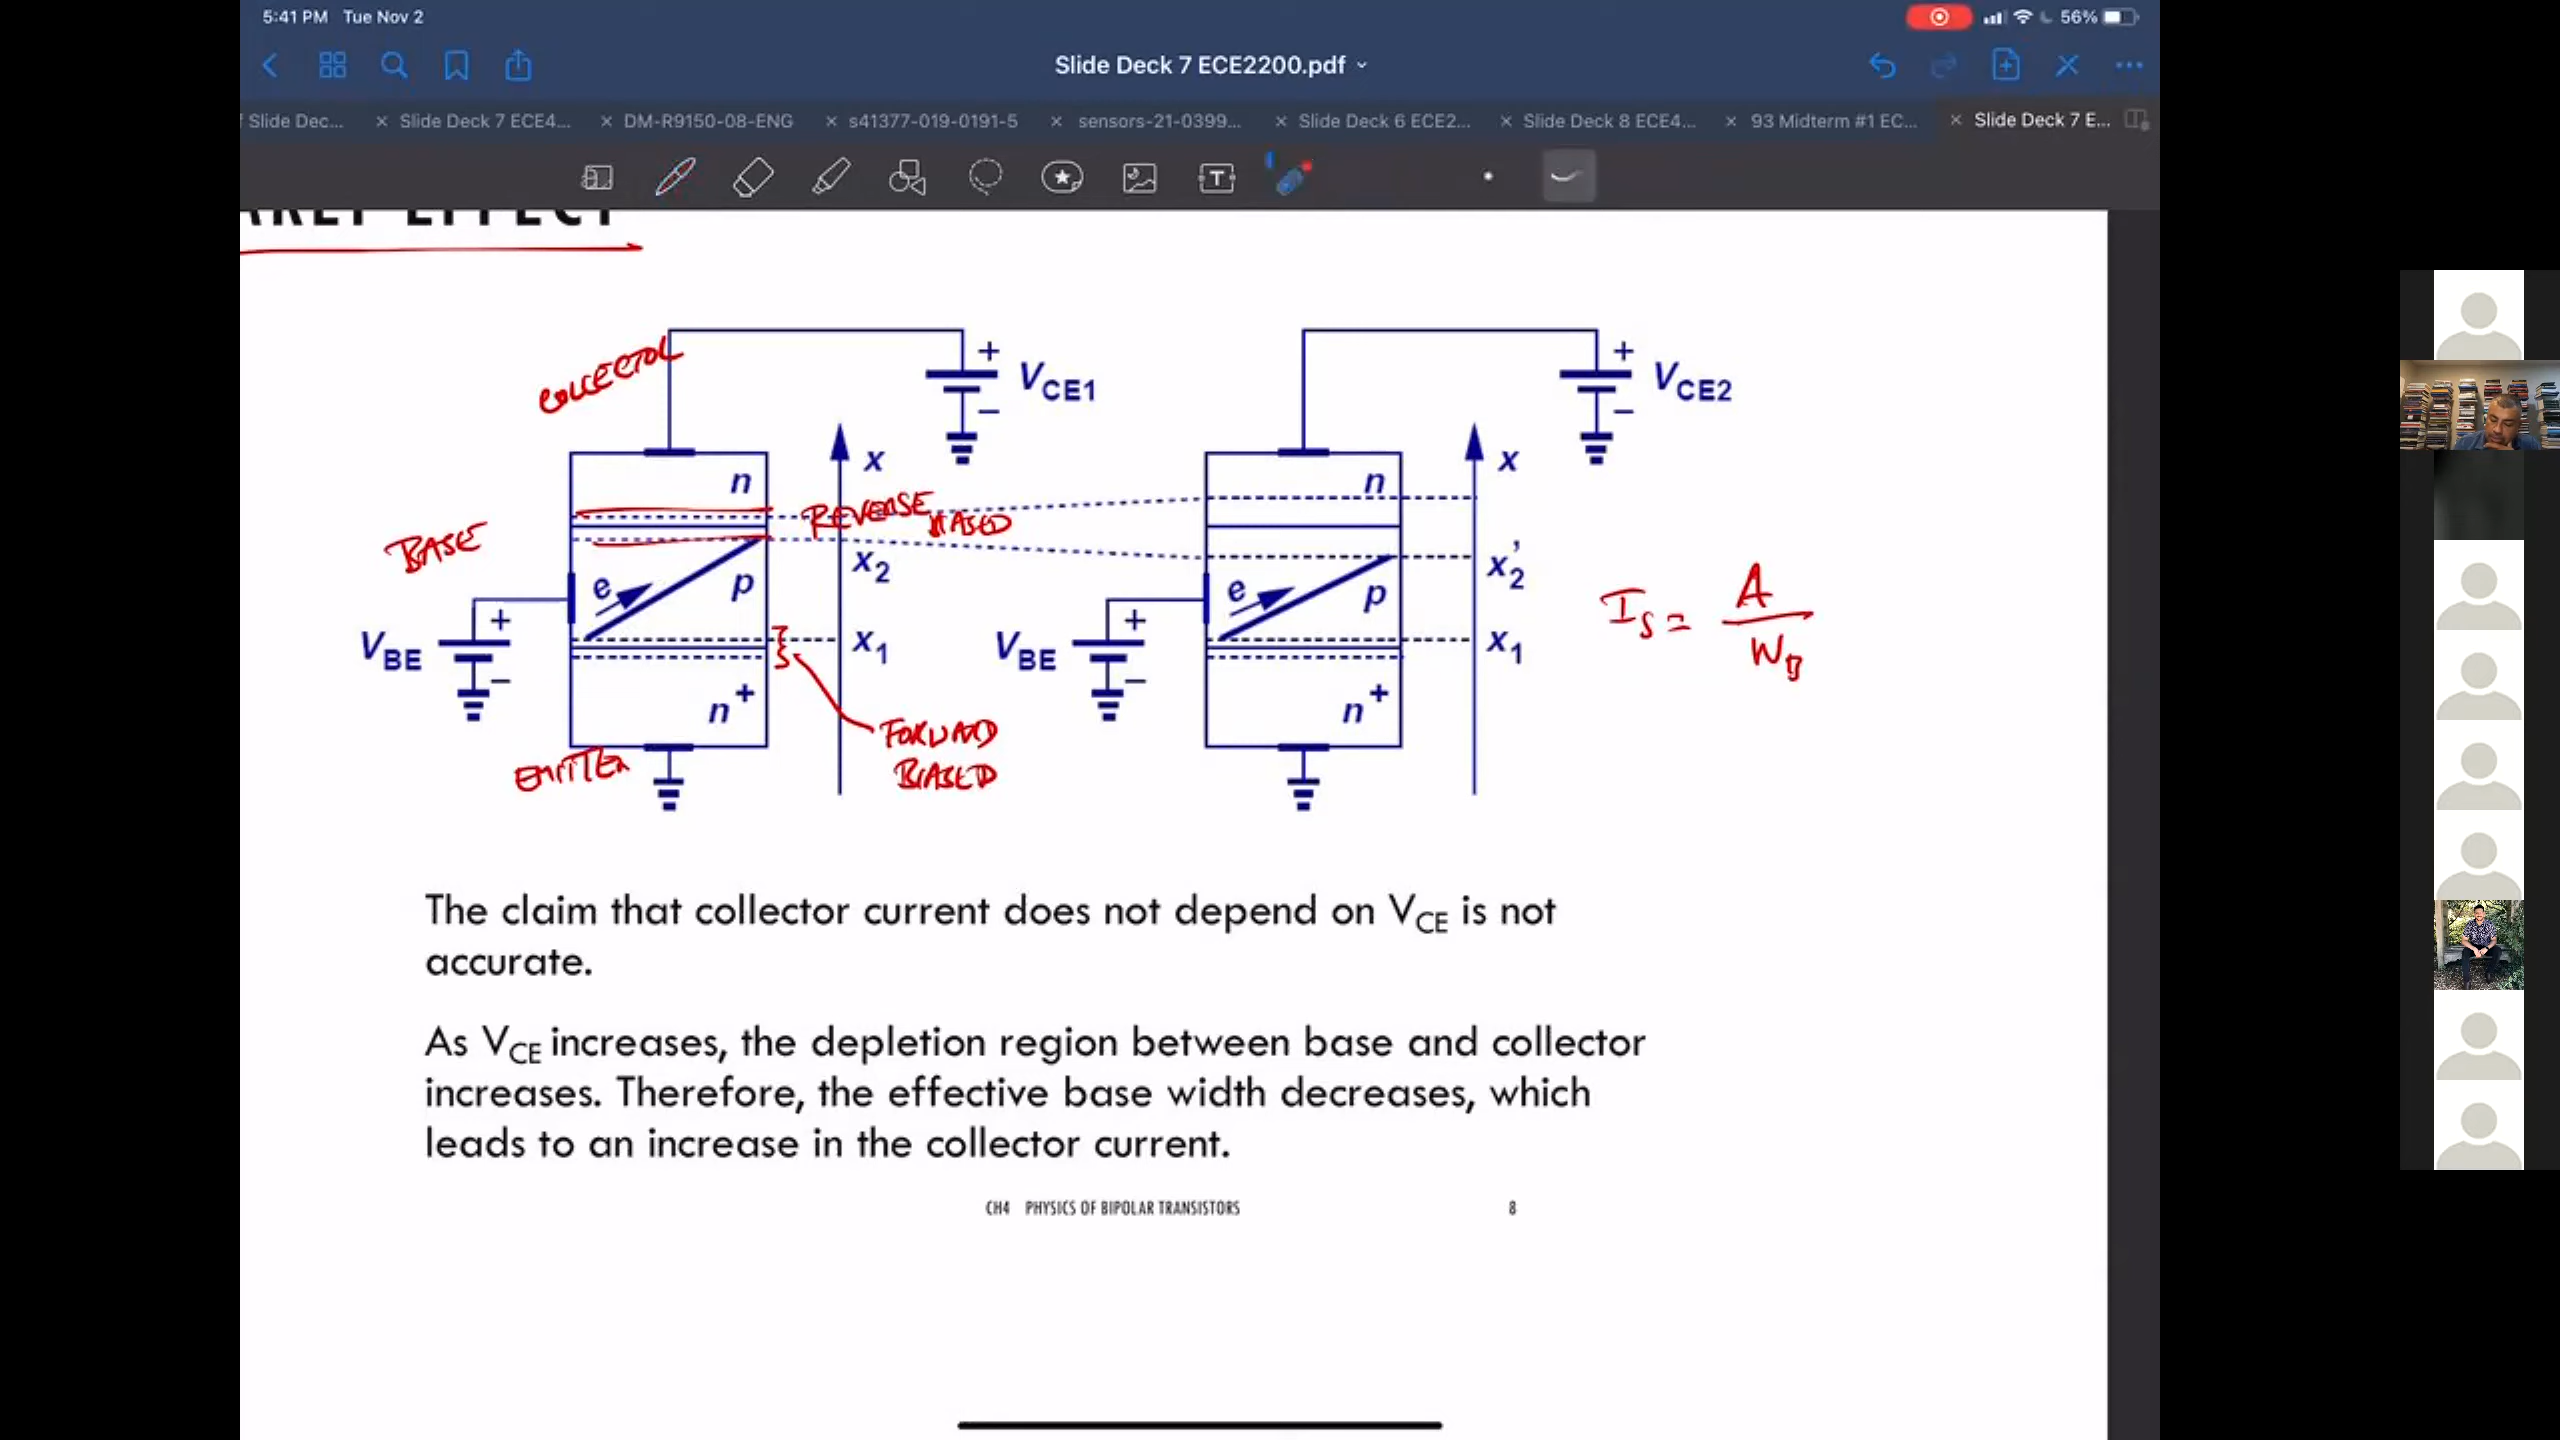 5:41 PM Tue Nov 2
56%
Slide Deck 7 ECE2200.pdf
Slide Dec...
Slide Deck 7 ECE4...
DM-R9150-08-ENG
s41377-019-0191-5
sensors-21-0399...
Slide Deck 6 ECE2...
Slide Deck 8 ECE4...
93 Midterm #1 EC...
Slide Deck 7 E...
EFFECT
COLLECTOR
+
VCE1
−
+
VCE2
−
n
x
n
x
REVERSE
BIASED
BASE
x2
x2'
e
p
e
p
IS = A / WB
VBE
+
−
x1
VBE
+
−
x1
n+
n+
FORWARD
BIASED
EMITTER
The claim that collector current does not depend on VCE is not
accurate.
As VCE increases, the depletion region between base and collector
increases. Therefore, the effective base width decreases, which
leads to an increase in the collector current.
CH4 PHYSICS OF BIPOLAR TRANSISTORS
8